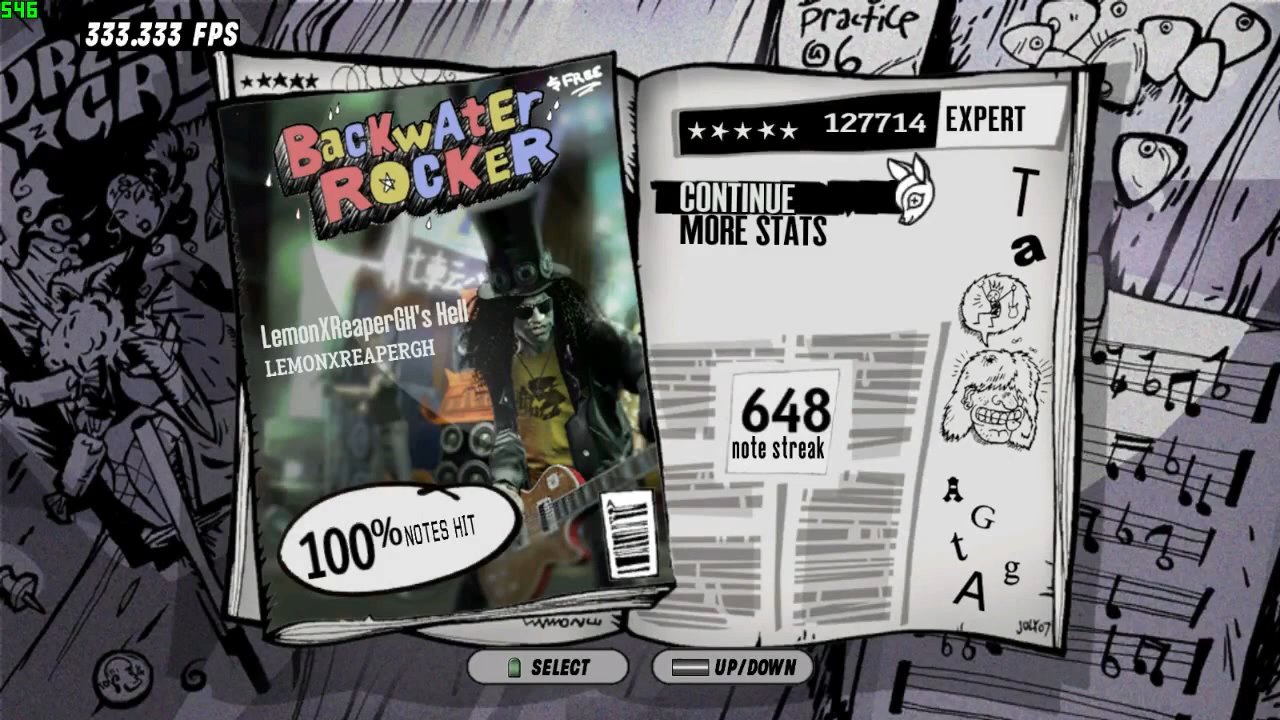 546
333.333 FPS
Practice
@6
$FREE
BackwAtEr
ROCKER
127714 EXPERT
CONTINUE
MORE STATS
LemonXReaperGH's Hell
LEMONXREAPERGH
648
note streak
100% NOTES HIT
T
a
A
G
t
g
A
JOLY07
SELECT
UP/DOWN